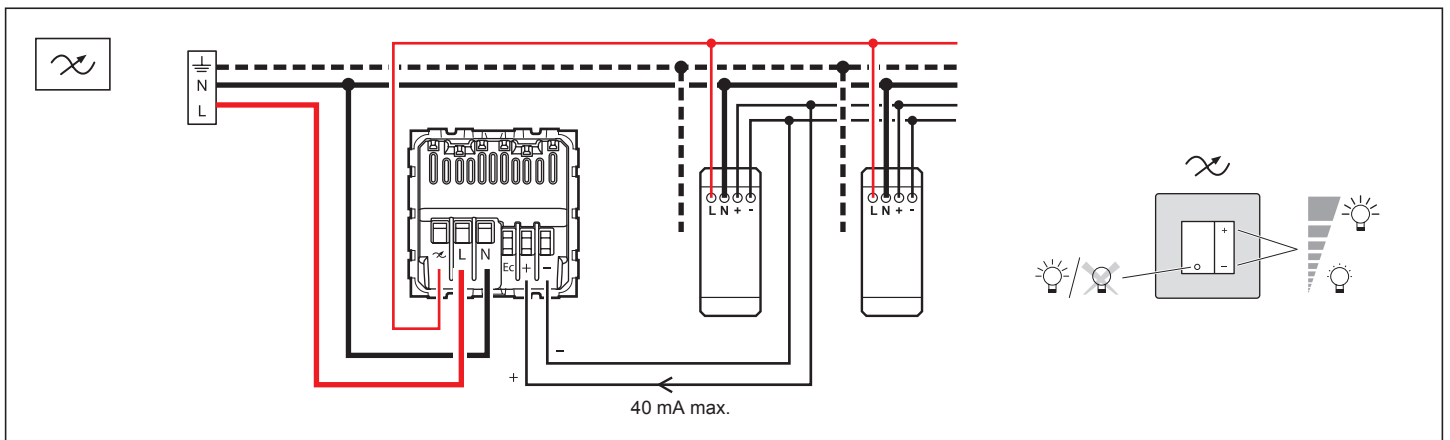 N
L
L N + -
L N + -
L N
Ec + -
+ -
+
-
40 mA max.
+
-